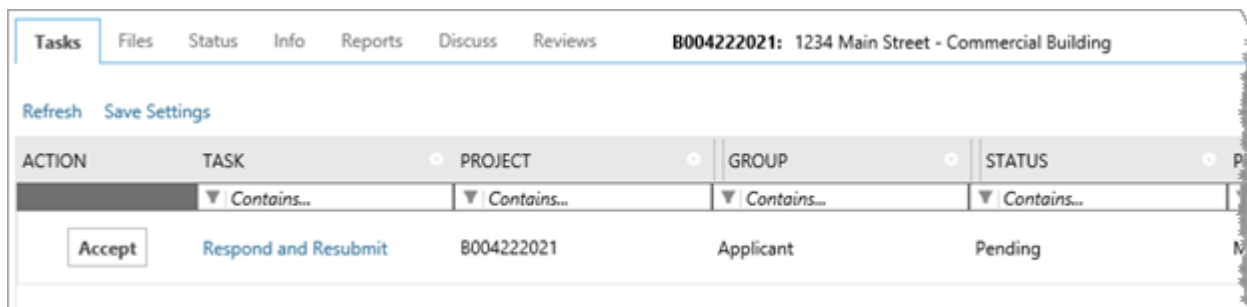 Tasks Files Status Info Reports Discuss Reviews B004222021: 1234 Main Street - Commercial Building
Refresh Save Settings
ACTION TASK PROJECT GROUP STATUS
Contains... Contains... Contains... Contains...
Accept Respond and Resubmit B004222021 Applicant Pending